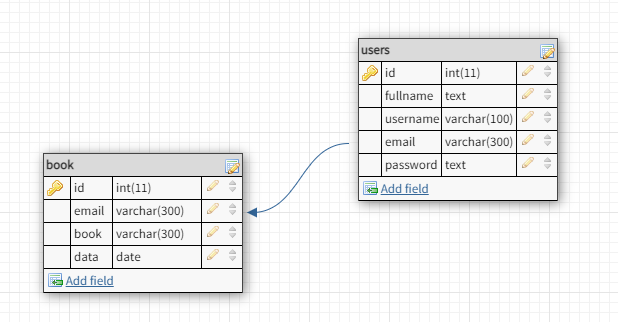 users
id int(11)
fullname text
username varchar(100)
email varchar(300)
password text
Add field
book
id int(11)
email varchar(300)
book varchar(300)
data date
Add field